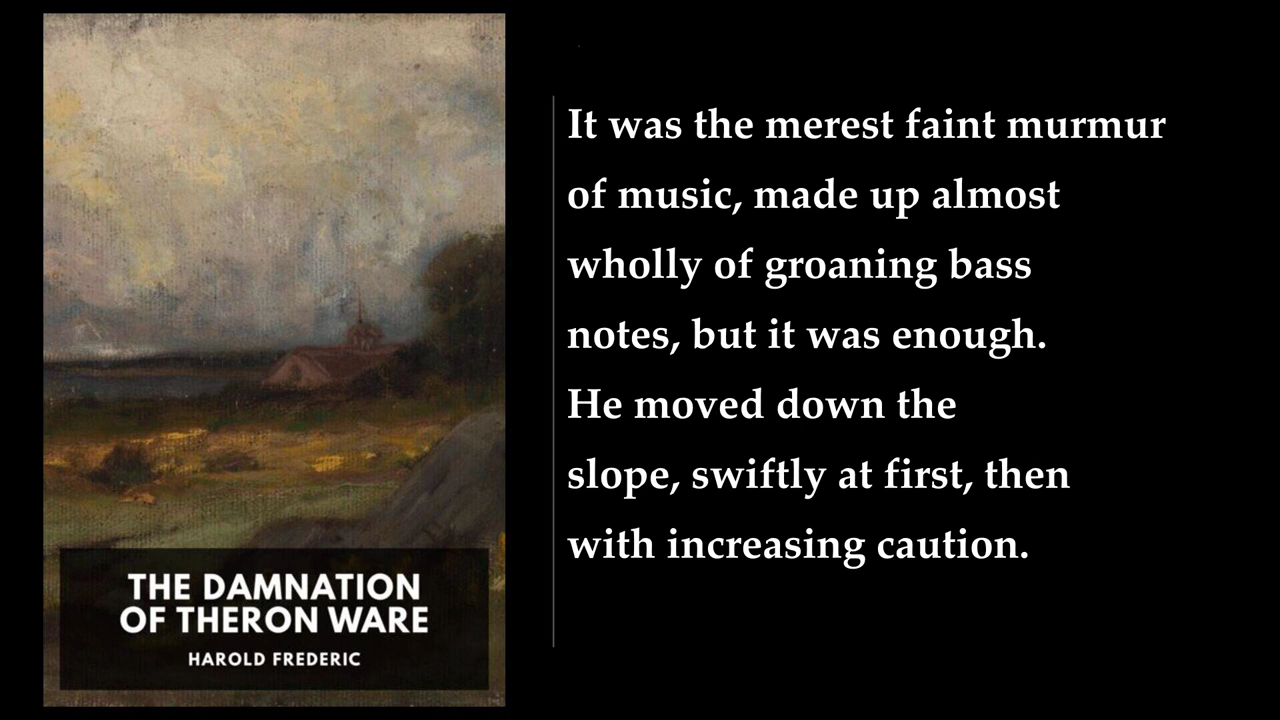 THE DAMNATION
OF THERON WARE
HAROLD FREDERIC
It was the merest faint murmur
of music, made up almost
wholly of groaning bass
notes, but it was enough.
He moved down the
slope, swiftly at first, then
with increasing caution.